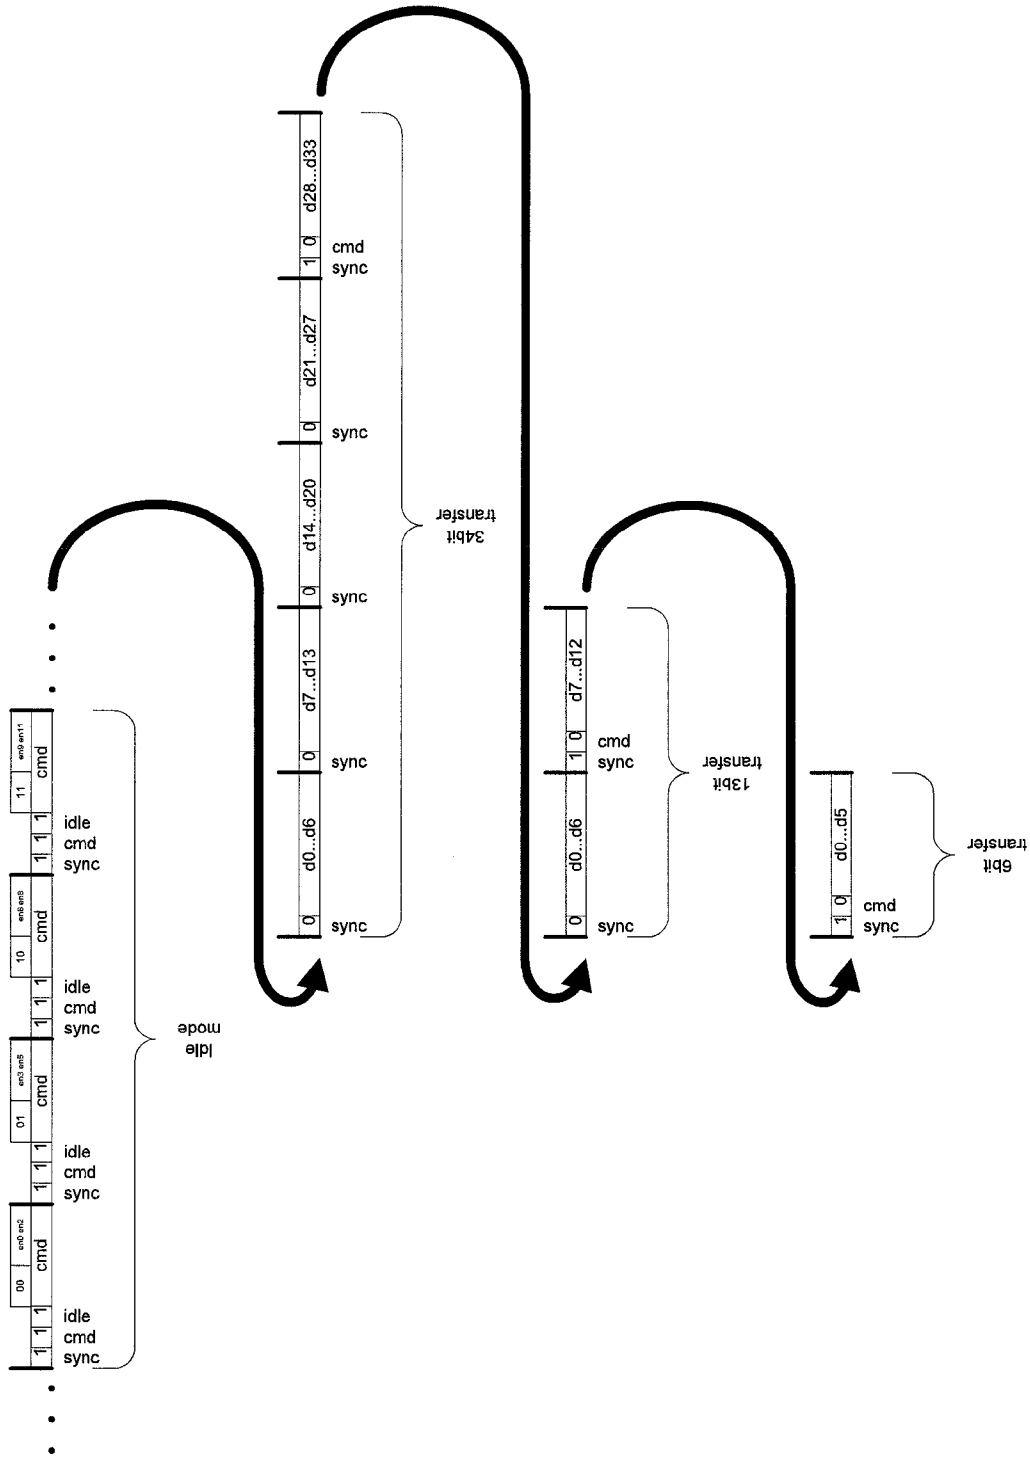 00 en0 en2
01 en3 en5
10 en6 en8
11 en9 en11
1 1 1 cmd
1 1 1 cmd
1 1 1 cmd
1 1 1 cmd
sync
cmd
idle
sync
cmd
idle
sync
cmd
idle
sync
cmd
idle
Idle
mode
0 d0...d6
0 d7...d13
0 d14...d20
0 d21...d27
1 0 d28...d33
sync
sync
sync
sync
sync
cmd
34bit
transfer
0 d0...d6
1 0 d7...d12
sync
sync
cmd
13bit
transfer
1 0 d0...d5
sync
cmd
6bit
transfer